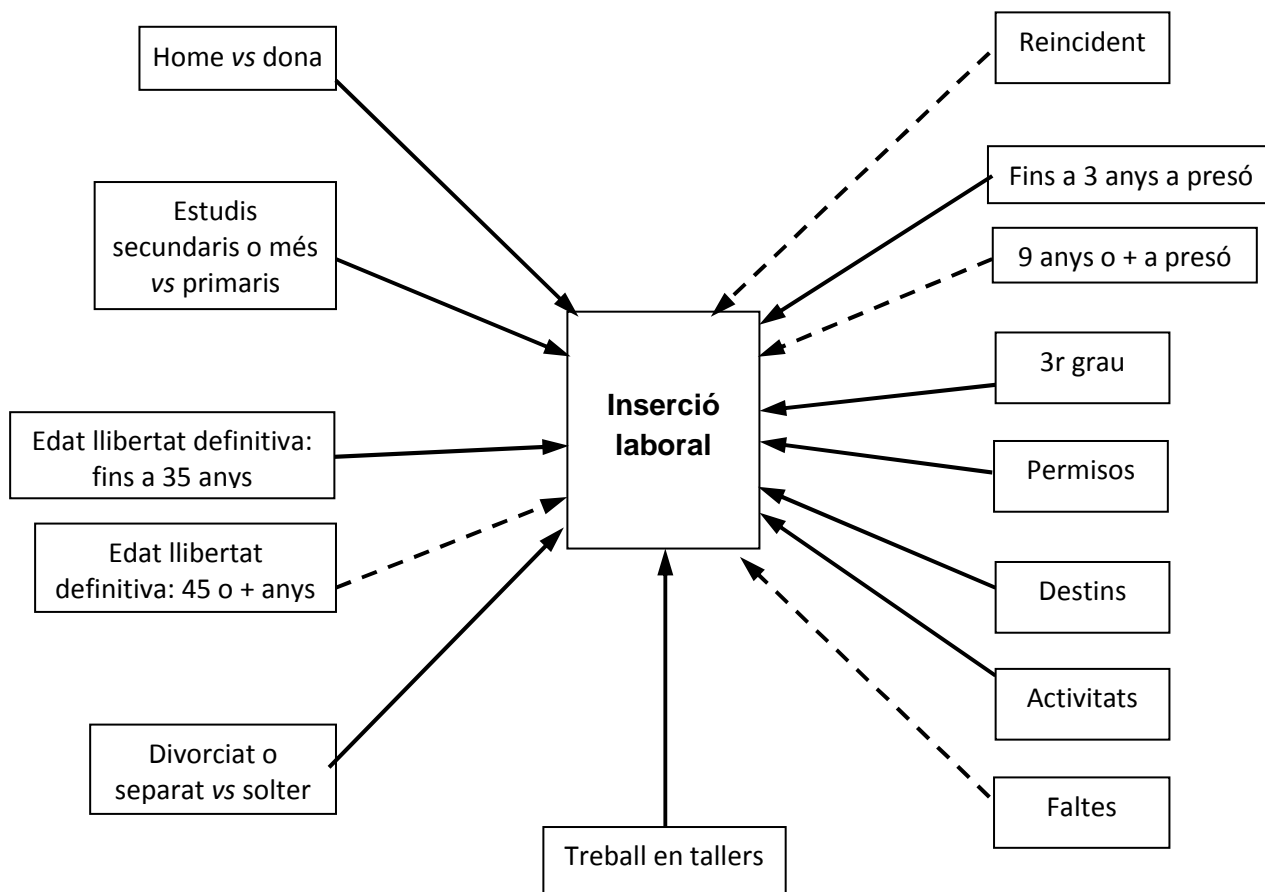 Home vs dona
Estudis
secundaris o més
vs primaris
Edat llibertat definitiva:
fins a 35 anys
Edat llibertat
definitiva: 45 o + anys
Divorciat o
separat vs solter
Inserció
laboral
Treball en tallers
Reincident
Fins a 3 anys a presó
9 anys o + a presó
3r grau
Permisos
Destins
Activitats
Faltes